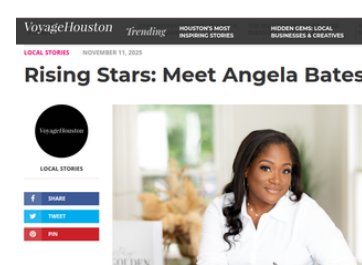 VoyageHouston
Trending
HOUSTON'S MOST
INSPIRING STORIES
HIDDEN GEMS: LOCAL
BUSINESSES & CREATIVES
LOCAL STORIES
NOVEMBER 11, 2025
Rising Stars: Meet Angela Bates
VoyageHouston
LOCAL STORIES
SHARE
TWEET
PIN
GOLDEN